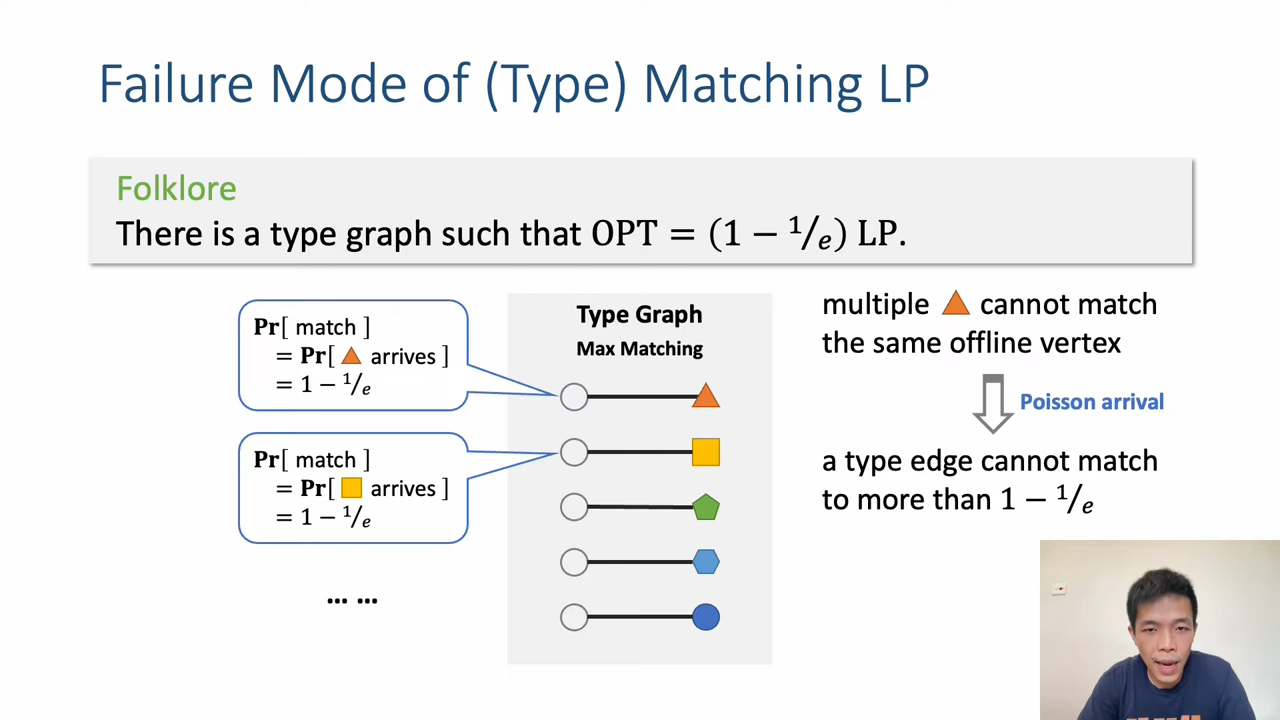 Failure Mode of (Type) Matching LP
Folklore
There is a type graph such that OPT = (1 − 1/e) LP.
Pr[ match ]
= Pr[ arrives ]
= 1 − 1/e
Pr[ match ]
= Pr[ arrives ]
= 1 − 1/e
... ...
Type Graph
Max Matching
multiple cannot match
the same offline vertex
Poisson arrival
a type edge cannot match
to more than 1 − 1/e